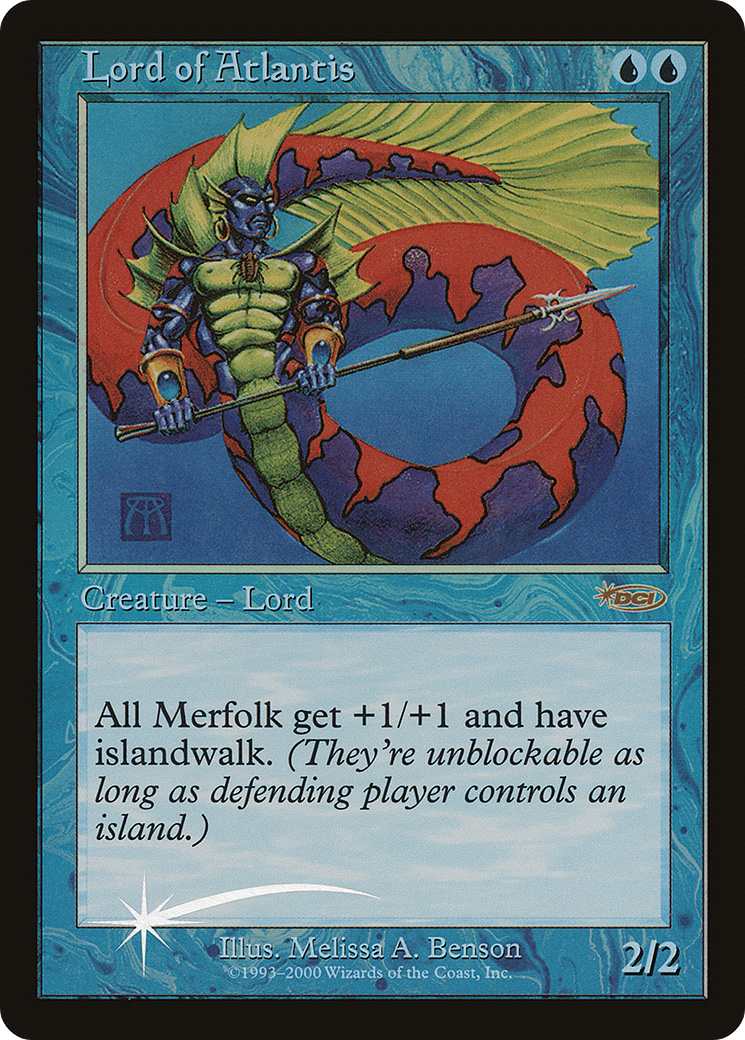 Lord of Atlantis
Creature – Lord
DCI
All Merfolk get +1/+1 and have
islandwalk. (They're unblockable as
long as defending player controls an
island.)
Illus. Melissa A. Benson
2/2
©1993–2000 Wizards of the Coast, Inc.